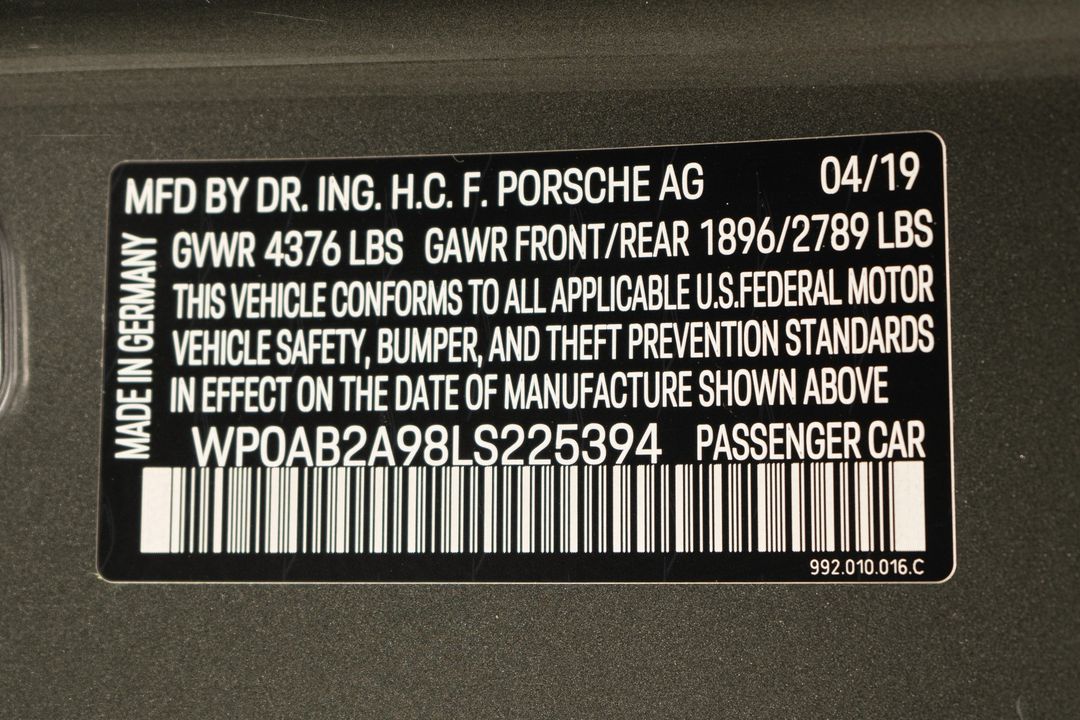 MFD BY DR. ING. H.C. F. PORSCHE AG 04/19
GVWR 4376 LBS GAWR FRONT/REAR 1896/2789 LBS
THIS VEHICLE CONFORMS TO ALL APPLICABLE U.S.FEDERAL MOTOR
VEHICLE SAFETY, BUMPER, AND THEFT PREVENTION STANDARDS
IN EFFECT ON THE DATE OF MANUFACTURE SHOWN ABOVE
WP0AB2A98LS225394 PASSENGER CAR
992.010.016.C
MADE IN GERMANY